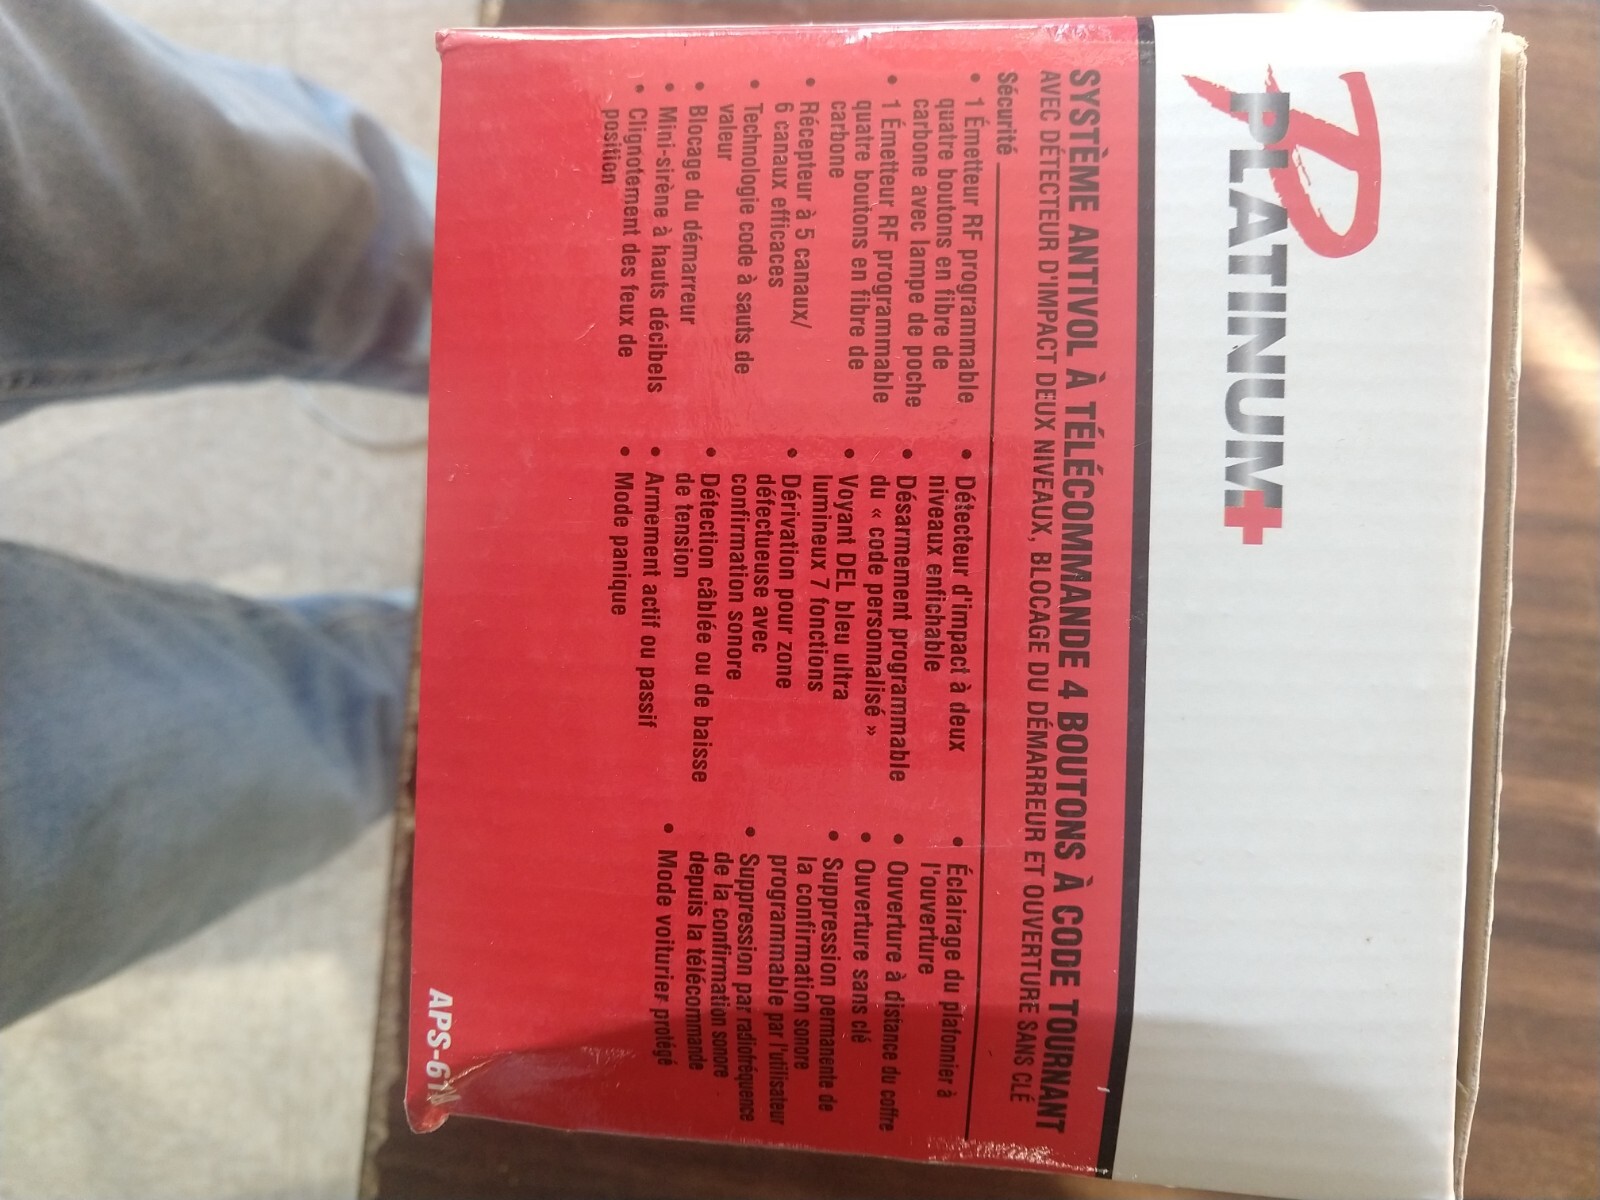 PLATINUM+
SYSTÈME ANTIVOL À TÉLÉCOMMANDE 4 BOUTONS À CODE TOURNANT
AVEC DÉTECTEUR D'IMPACT DEUX NIVEAUX, BLOCAGE DU DÉMARREUR ET OUVERTURE SANS CLÉ
Sécurité
• 1 Émetteur RF programmable
quatre boutons en fibre de
carbone avec lampe de poche
• 1 Émetteur RF programmable
quatre boutons en fibre de
carbone
• Récepteur à 5 canaux/
6 canaux efficaces
• Technologie code à sauts de
valeur
• Blocage du démarreur
• Mini-sirène à hauts décibels
• Clignotement des feux de
position
• Détecteur d'impact à deux
niveaux enfichable
• Désarmement programmable
du « code personnalisé »
• Voyant DEL bleu ultra
lumineux 7 fonctions
• Dérivation pour zone
défectueuse avec
confirmation sonore
• Détection câblée ou de baisse
de tension
• Armement actif ou passif
• Mode panique
• Éclairage du plafonnier à
l'ouverture
• Ouverture à distance du coffre
• Ouverture sans clé
• Suppression permanente de
la confirmation sonore
programmable par l'utilisateur
• Suppression par radiofréquence
de la confirmation sonore
depuis la télécommande
• Mode voiturier protégé